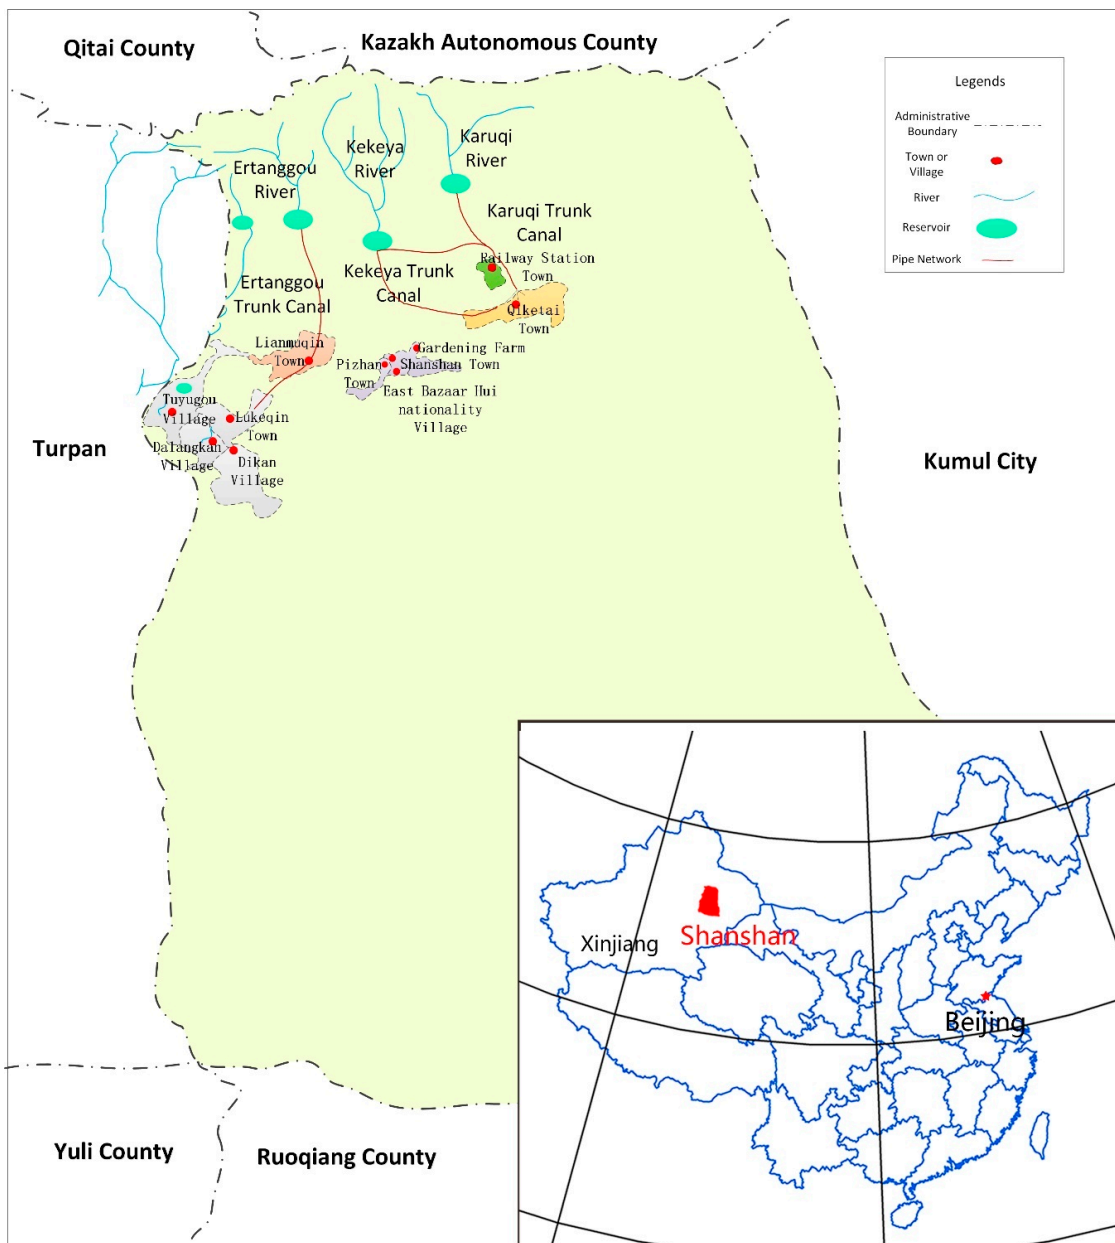 Qitai County
Kazakh Autonomous County
Legends
Administrative
Boundary
Town or
Village
River
Reservoir
Pipe Network
Karuqi
River
Kekeya
River
Ertanggou
River
Karuqi Trunk
Canal
Railway Station
Town
Kekeya Trunk
Canal
Ertanggou
Trunk Canal
Qiketai
Town
Lianmuqin
Town
Gardening Farm
Pizhan
Town
Shanshan Town
East Bazaar Hui
nationality
Village
Tuyugou
Village
Lukeqin
Town
Dalangkan
Village
Dikan
Village
Turpan
Kumul City
Xinjiang
Shanshan
Beijing
Yuli County
Ruoqiang County